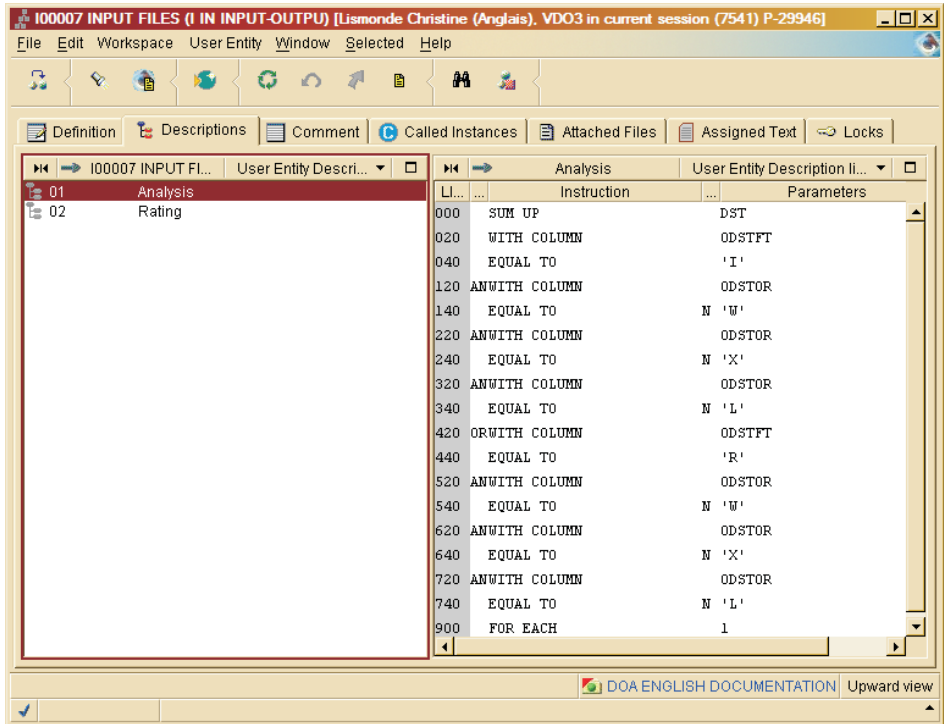 I00007 INPUT FILES (I IN INPUT-OUTPU) [Lismonde Christine (Anglais), VDO3 in current session (7541) P-29946]
File Edit Workspace User Entity Window Selected Help
Definition Descriptions Comment Called Instances Attached Files Assigned Text Locks
I00007 INPUT FI... User Entity Descri...
01 Analysis
02 Rating
Analysis User Entity Description li...
LI... ... Instruction ... Parameters
000 SUM UP DST
020 WITH COLUMN ODSTFT
040 EQUAL TO 'I'
120 ANWITH COLUMN ODSTOR
140 EQUAL TO N 'W'
220 ANWITH COLUMN ODSTOR
240 EQUAL TO N 'X'
320 ANWITH COLUMN ODSTOR
340 EQUAL TO N 'L'
420 ORWITH COLUMN ODSTFT
440 EQUAL TO 'R'
520 ANWITH COLUMN ODSTOR
540 EQUAL TO N 'W'
620 ANWITH COLUMN ODSTOR
640 EQUAL TO N 'X'
720 ANWITH COLUMN ODSTOR
740 EQUAL TO N 'L'
900 FOR EACH 1
DOA ENGLISH DOCUMENTATION Upward view